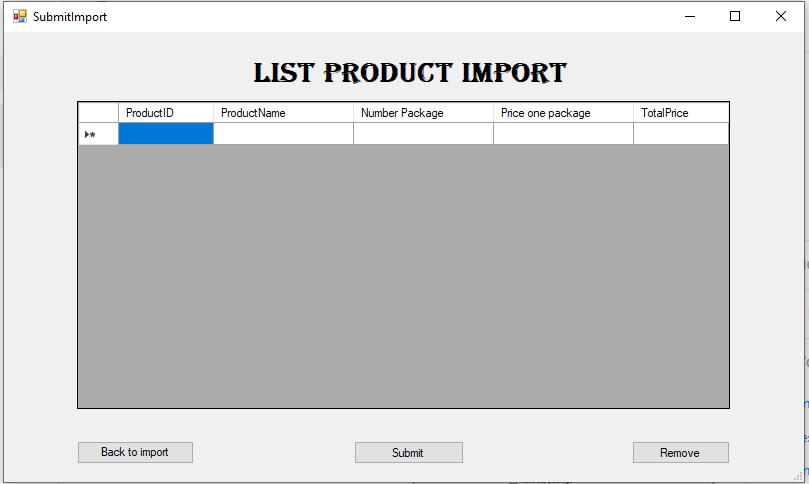 SubmitImport
LIST PRODUCT IMPORT
ProductID ProductName Number Package Price one package TotalPrice
Back to import Submit Remove